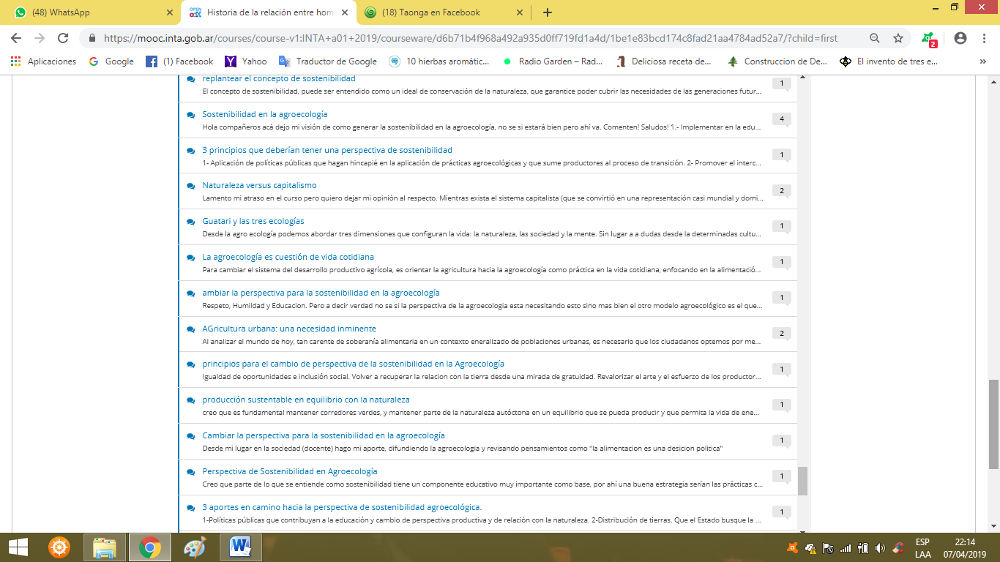 (48) WhatsApp
Historia de la relación entre hom
(18) Taonga en Facebook
https://mooc.inta.gob.ar/courses/course-v1:INTA+a01+2019/courseware/d6b71b4f968a492a935d0ff719fd1a4d/1be1e83bcd174c8fad21aa4784ad52a7/?child=first
2
Aplicaciones
Google
(1) Facebook
Yahoo
Traductor de Google
10 hierbas aromátic...
Radio Garden – Rad...
Deliciosa receta de...
Construccion de De...
El invento de tres e...
»
replantear el concepto de sostenibilidad
El concepto de sostenibilidad, puede ser entendido como un ideal de conservación de la naturaleza, que garantice poder cubrir las necesidades de las generaciones futur...
1
Sostenibilidad en la agroecología
Hola compañeros acá dejo mi visión de como generar la sostenibilidad en la agroecología, no se si estará bien pero ahí va. Comenten! Saludos! 1.- Implementar en la edu...
4
3 principios que deberían tener una perspectiva de sostenibilidad
1- Aplicación de políticas públicas que hagan hincapié en la aplicación de prácticas agroecológicas y que sume productores al proceso de transición. 2- Promover el interc...
1
Naturaleza versus capitalismo
Lamento mi atraso en el curso pero quiero dejar mi opinión al respecto. Mientras exista el sistema capitalista (que se convirtió en una representación casi mundial y domi...
2
Guatari y las tres ecologías
Desde la agro ecología podemos abordar tres dimensiones que configuran la vida: la naturaleza, las sociedad y la mente. Sin lugar a a dudas desde la determinadas cultu...
1
La agroecología es cuestión de vida cotidiana
Para cambiar el sistema del desarrollo productivo agrícola, es orientar la agricultura hacia la agroecología como práctica en la vida cotidiana, enfocando en la alimentació...
1
ambiar la perspectiva para la sostenibilidad en la agroecología
Respeto, Humildad y Educacion. Pero a decir verdad no se si la perspectiva de la agroecologia esta necesitando esto sino mas bien el otro modelo agroecológico es el que...
1
AGricultura urbana: una necesidad inminente
Al analizar el mundo de hoy, tan carente de soberanía alimentaria en un contexto eneralizado de poblaciones urbanas, es necesario que los ciudadanos optemos por me...
2
principios para el cambio de perspectiva de la sostenibilidad en la Agroecología
Igualdad de oportunidades e inclusión social. Volver a recuperar la relacion con la tierra desde una mirada de gratuidad. Revalorizar el arte y el esfuerzo de los productor...
1
producción sustentable en equilibrio con la naturaleza
creo que es fundamental mantener corredores verdes, y mantener parte de la naturaleza autóctona en un equilibrio que se pueda producir y que permita la vida de ene...
1
Cambiar la perspectiva para la sostenibilidad en la agroecología
Desde mi lugar en la sociedad (docente) hago mi aporte, difundiendo la agroecologia y revisando pensamientos como "la alimentacion es una desicion politica"
1
Perspectiva de Sostenibilidad en Agroecología
Creo que parte de lo que se entiende como sostenibilidad tiene un componente educativo muy importante como base, por ahí una buena estrategia serían las prácticas c...
1
3 aportes en camino hacia la perspectiva de sostenibilidad agroecológica.
1-Políticas públicas que contribuyan a la educación y cambio de perspectiva productiva y de relación con la naturaleza. 2-Distribución de tierras. Que el Estado busque la ...
1
ESP
LAA
22:14
07/04/2019